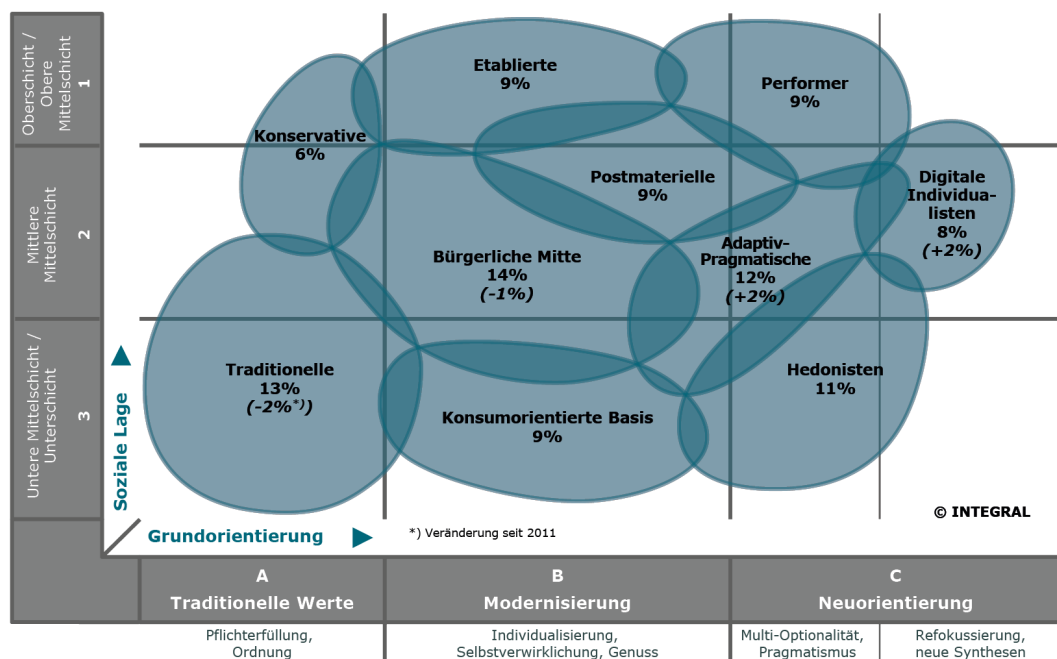 Oberschicht /
Obere
Mittelschicht
1
Mittlere
Mittelschicht
2
Untere Mittelschicht /
Unterschicht
3
Soziale Lage
Etablierte
9%
Performer
9%
Konservative
6%
Postmaterielle
9%
Digitale
Individua-
listen
8%
(+2%)
Bürgerliche Mitte
14%
(-1%)
Adaptiv-
Pragmatische
12%
(+2%)
Traditionelle
13%
(-2%*))
Hedonisten
11%
Konsumorientierte Basis
9%
© INTEGRAL
Grundorientierung
*) Veränderung seit 2011
A
Traditionelle Werte
B
Modernisierung
C
Neuorientierung
Pflichterfüllung,
Ordnung
Individualisierung,
Selbstverwirklichung, Genuss
Multi-Optionalität,
Pragmatismus
Refokussierung,
neue Synthesen